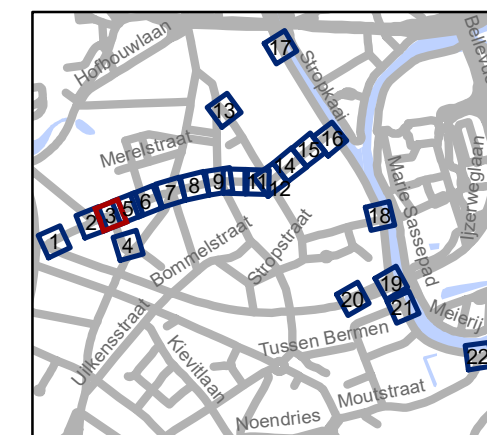 Hofbouwlaan
17
Stropkaai
Bellevue
13
Merelstraat
16
15
14
12
11
9
8
7
6
5
3
2
1
4
Bommelstraat
Stropstraat
18
Marie Sassepad
Ijzerweglaan
19
20
21
Meierij
22
Uilkensstraat
Kievitlaan
Tussen Bermen
Moutstraat
Noendries